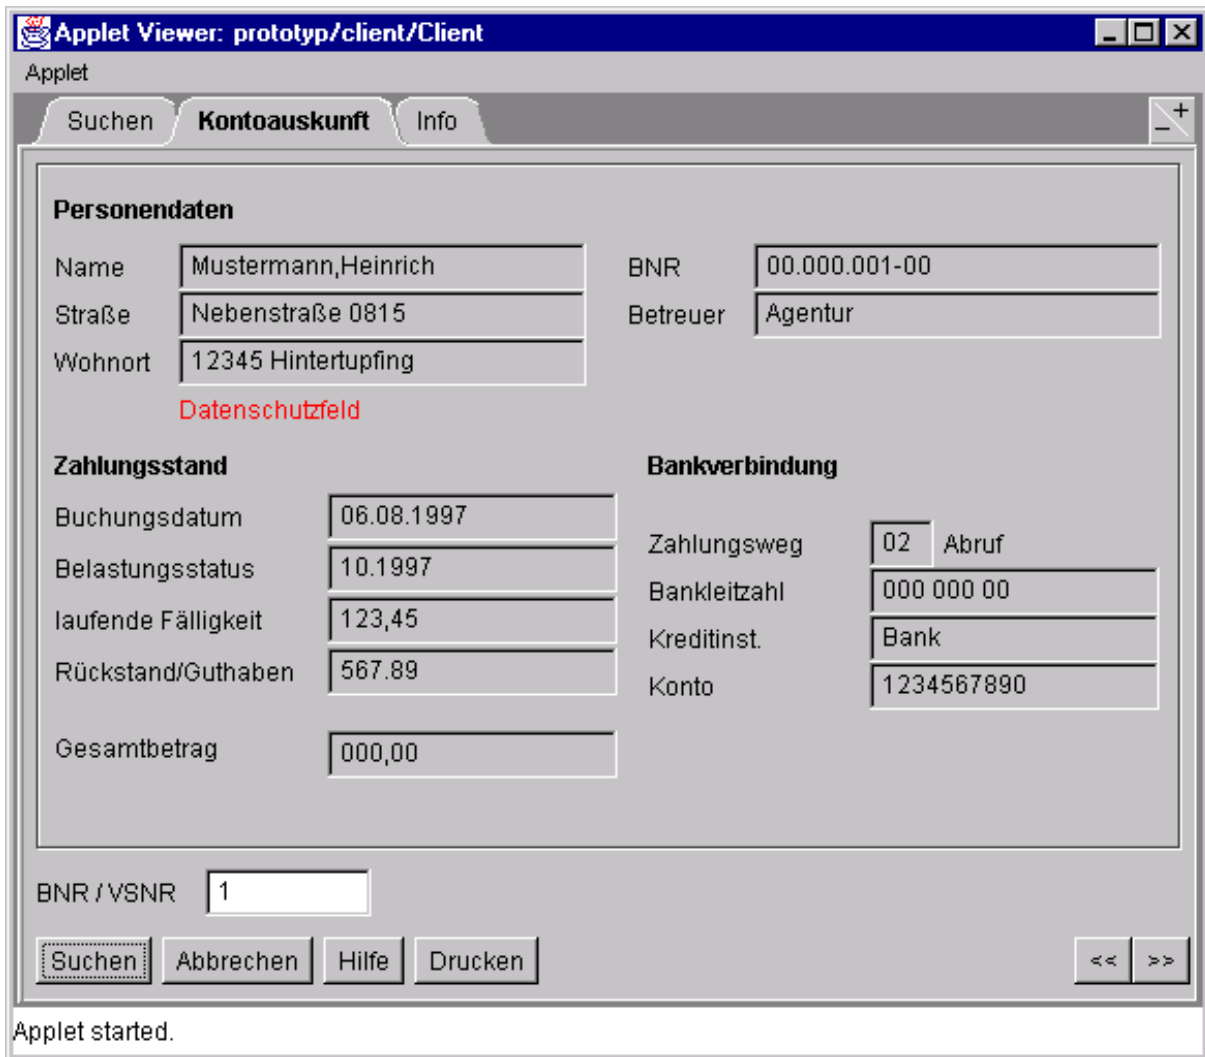 Applet Viewer: prototyp/client/Client
Applet
Suchen Kontoauskunft Info
Personendaten
Name Mustermann,Heinrich BNR 00.000.001-00
Straße Nebenstraße 0815 Betreuer Agentur
Wohnort 12345 Hintertupfing
Datenschutzfeld
Zahlungsstand Bankverbindung
Buchungsdatum 06.08.1997
Zahlungsweg 02 Abruf
Belastungsstatus 10.1997
Bankleitzahl 000 000 00
laufende Fälligkeit 123,45
Kreditinst. Bank
Rückstand/Guthaben 567.89
Konto 1234567890
Gesamtbetrag 000,00
BNR / VSNR 1
Suchen Abbrechen Hilfe Drucken << >>
Applet started.